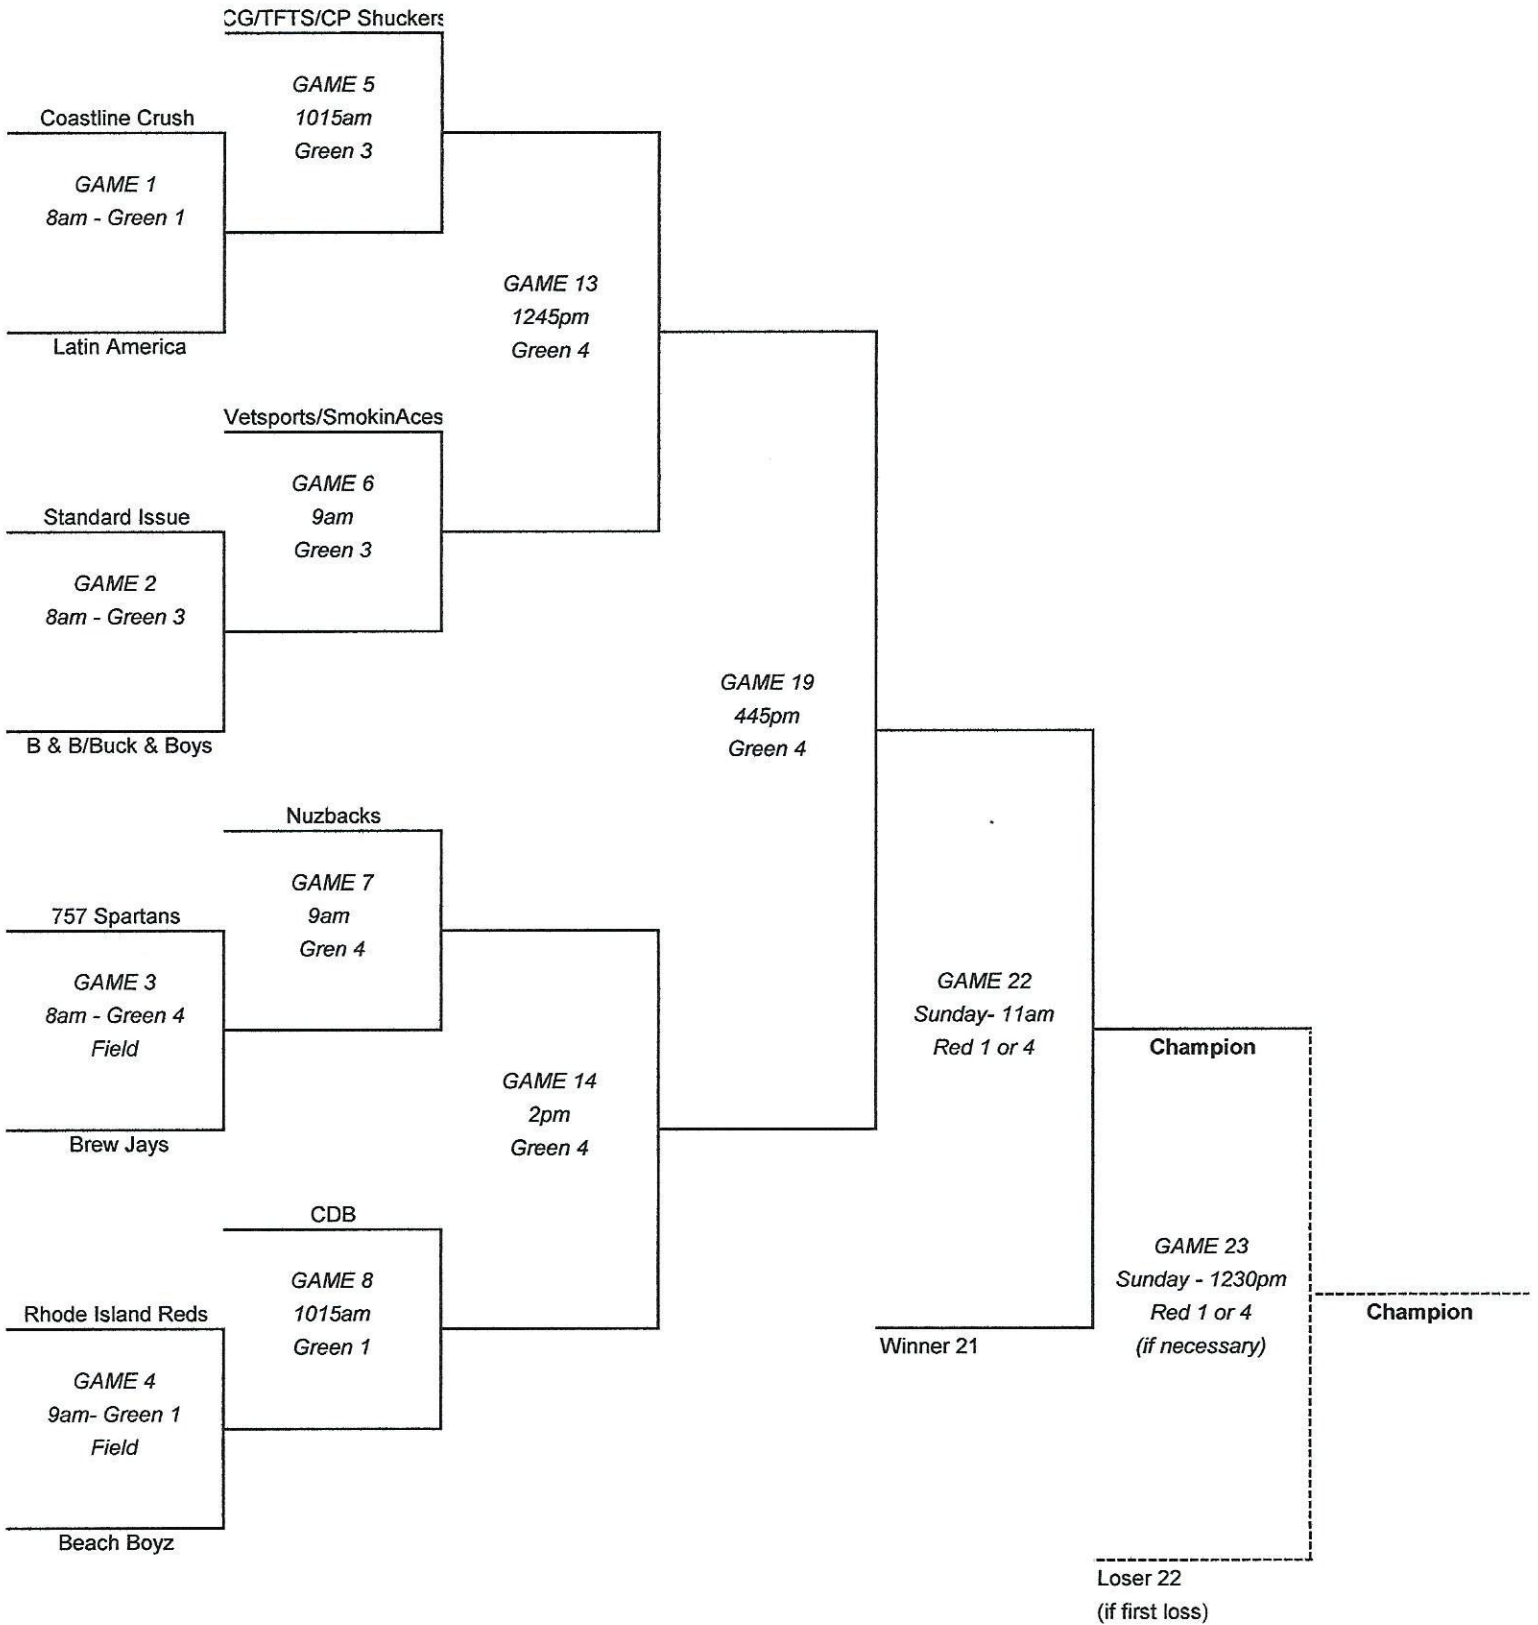 CG/TFTS/CP Shuckers
GAME 5
1015am
Green 3
Coastline Crush
GAME 1
8am - Green 1
Latin America
GAME 13
1245pm
Green 4
Vetsports/SmokinAces
GAME 6
9am
Green 3
Standard Issue
GAME 2
8am - Green 3
B & B/Buck & Boys
GAME 19
445pm
Green 4
Nuzbacks
GAME 7
9am
Gren 4
757 Spartans
GAME 3
8am - Green 4
Field
Brew Jays
GAME 14
2pm
Green 4
GAME 22
Sunday- 11am
Red 1 or 4
Champion
CDB
GAME 8
1015am
Green 1
Rhode Island Reds
GAME 4
9am- Green 1
Field
Beach Boyz
Winner 21
GAME 23
Sunday - 1230pm
Red 1 or 4
(if necessary)
Champion
Loser 22
(if first loss)